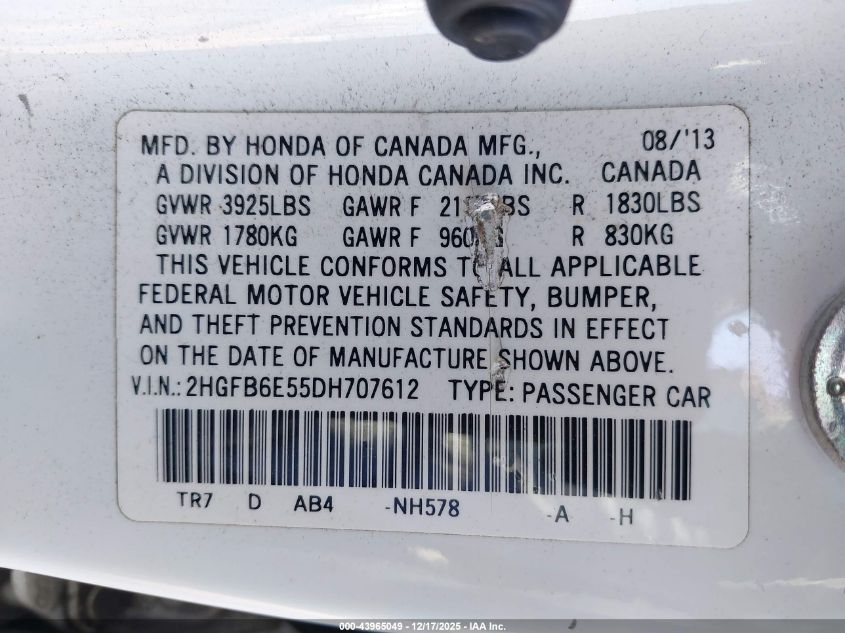 MFD. BY HONDA OF CANADA MFG., 08/'13
A DIVISION OF HONDA CANADA INC. CANADA
GVWR 3925LBS GAWR F R 1830LBS
GVWR 1780KG GAWR F R 830KG
THIS VEHICLE CONFORMS TO ALL APPLICABLE
FEDERAL MOTOR VEHICLE SAFETY, BUMPER,
AND THEFT PREVENTION STANDARDS IN EFFECT
ON THE DATE OF MANUFACTURE SHOWN ABOVE.
V.I.N.: 2HGFB6E55DH707612 TYPE: PASSENGER CAR
TR7 D AB4 -NH578 -A -H
000-43965049 - 12/17/2025 - IAA Inc.